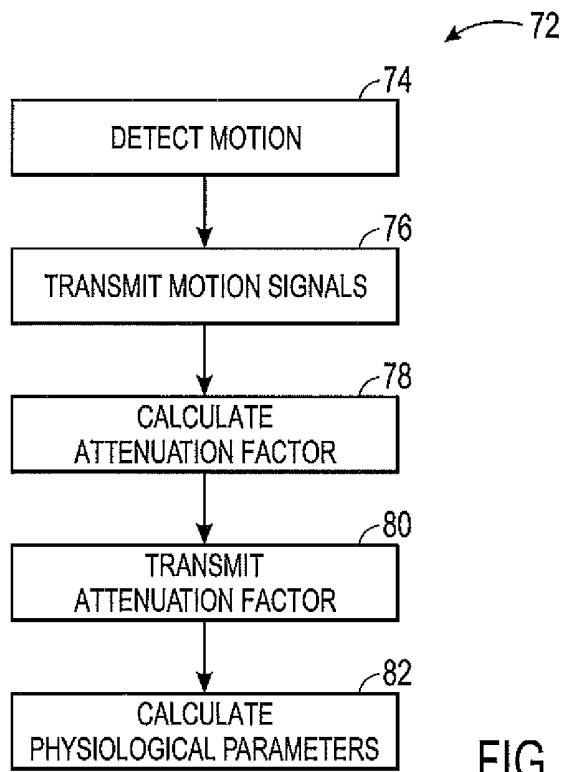 72
74
DETECT MOTION
76
TRANSMIT MOTION SIGNALS
78
CALCULATE
ATTENUATION FACTOR
80
TRANSMIT
ATTENUATION FACTOR
82
CALCULATE
PHYSIOLOGICAL PARAMETERS
FIG